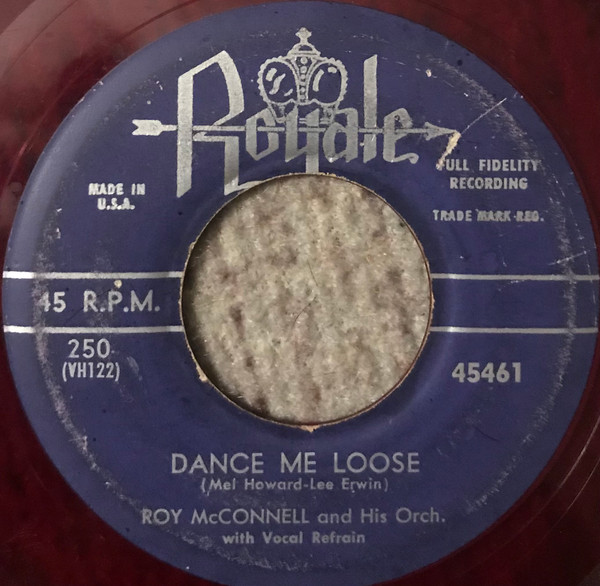 Royale
MADE IN
U.S.A.
FULL FIDELITY
RECORDING
TRADE MARK REG.
45 R.P.M.
250
(VH122)
45461
DANCE ME LOOSE
(Mel Howard-Lee Erwin)
ROY McCONNELL and His Orch.
with Vocal Refrain